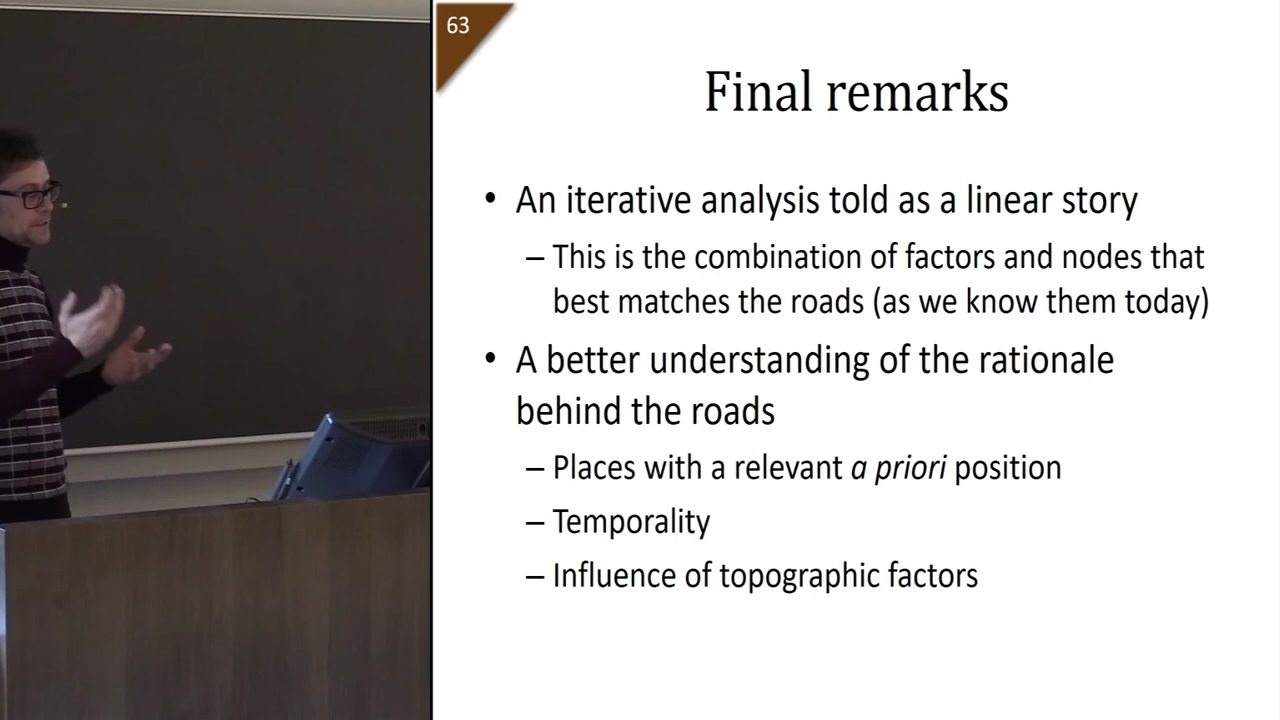 63
Final remarks
• An iterative analysis told as a linear story
– This is the combination of factors and nodes that
best matches the roads (as we know them today)
• A better understanding of the rationale
behind the roads
– Places with a relevant a priori position
– Temporality
– Influence of topographic factors